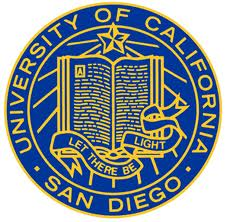 UNIVERSITY OF CALIFORNIA
A
LET THERE BE LIGHT
· SAN DIEGO ·